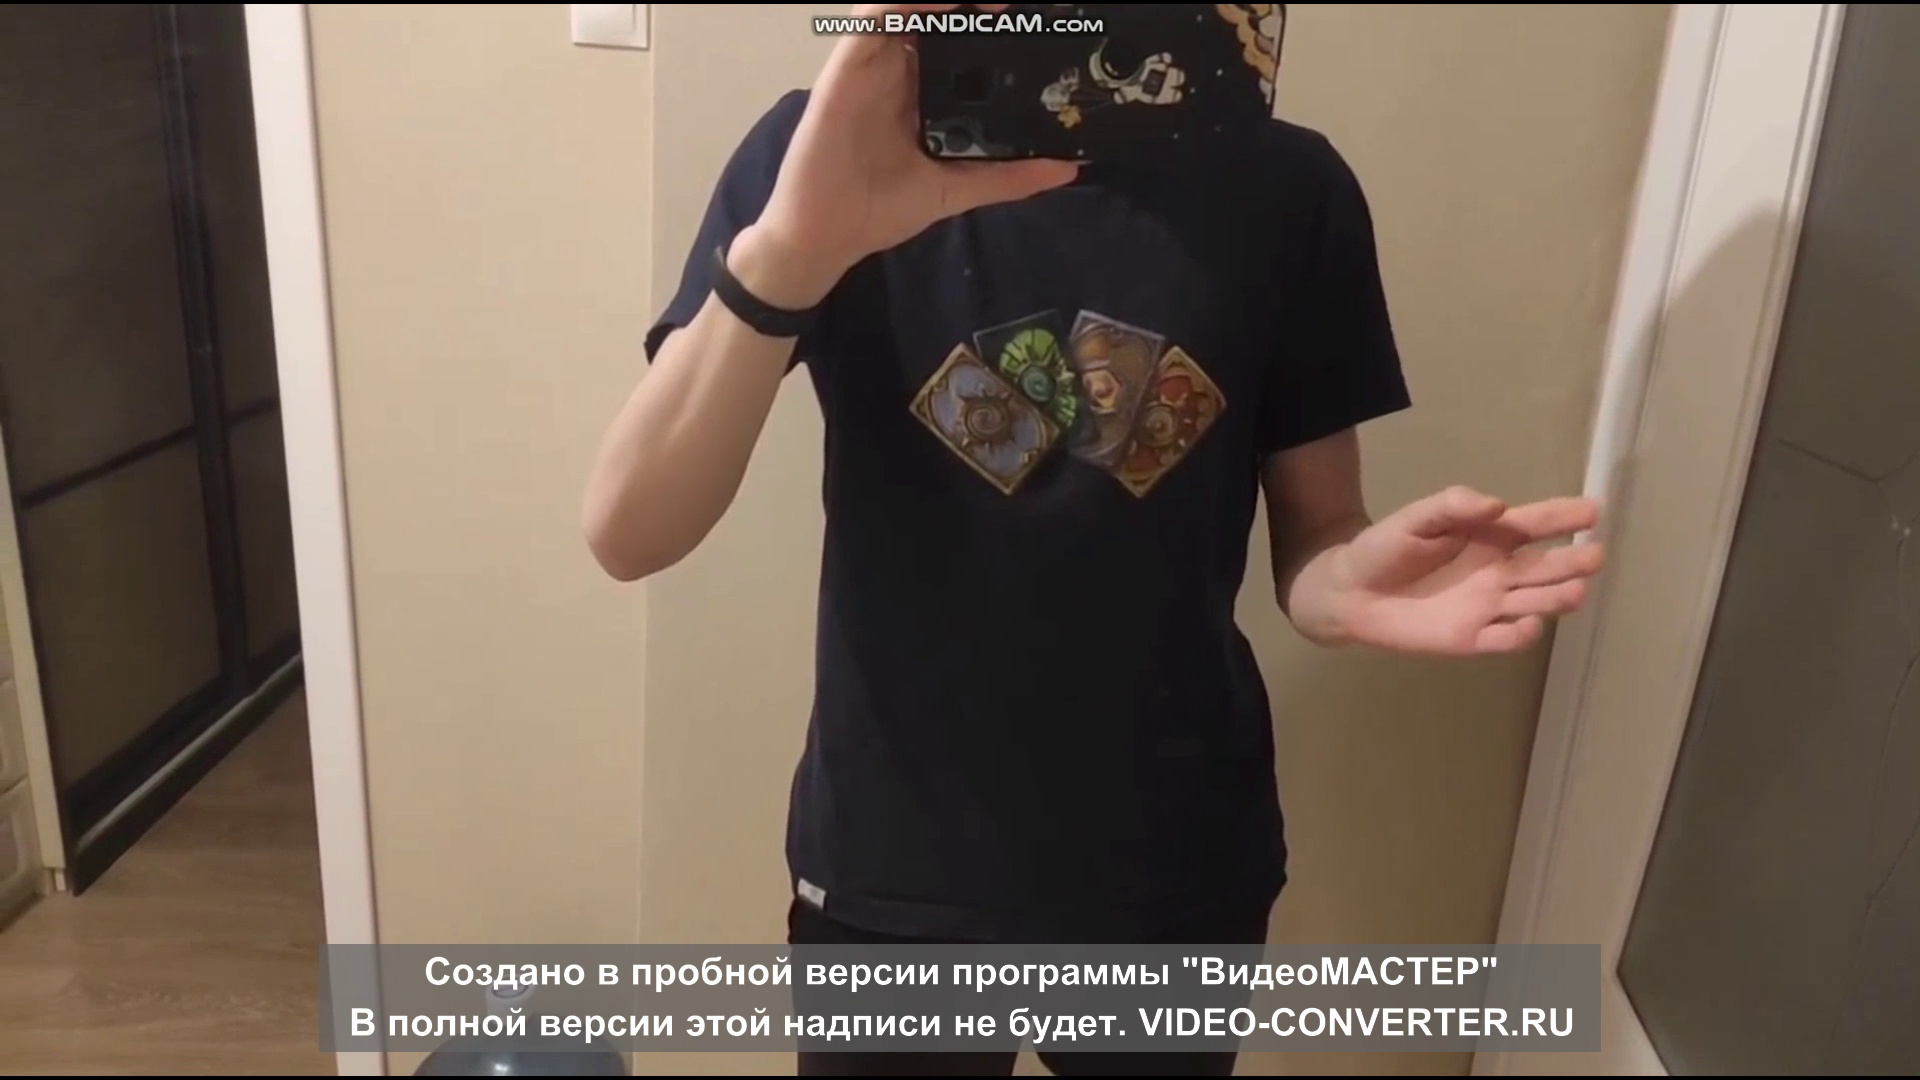 www.BANDICAM.com
Создано в пробной версии программы "ВидеоМАСТЕР"
В полной версии этой надписи не будет. VIDEO-CONVERTER.RU